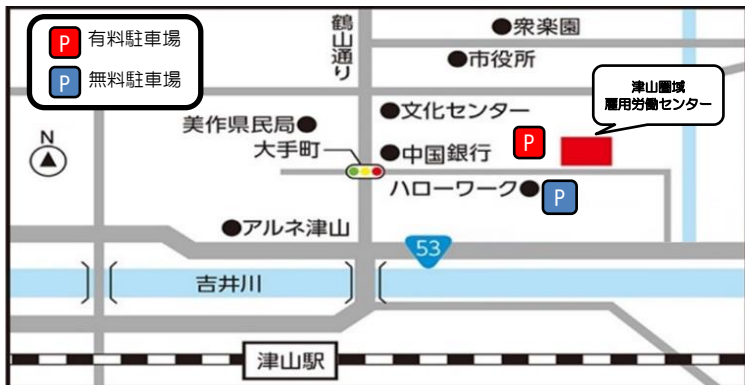 P 有料駐車場
P 無料駐車場
鶴山通り
●衆楽園
●市役所
津山圏域
雇用労働センター
●文化センター
美作県民局●
大手町
●中国銀行
P
N
ハローワーク●
P
●アルネ津山
53
吉井川
津山駅